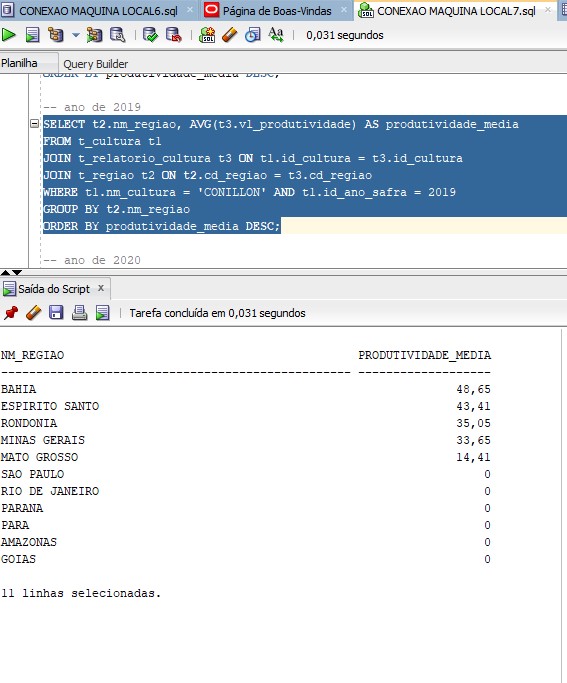 CONEXAO MAQUINA LOCAL6.sql × Página de Boas-Vindas × CONEXAO MAQUINA LOCAL7.sql ×
SQL 0,031 segundos
Planilha Query Builder
ORDER BY produtividade_media DESC;
-- ano de 2019
SELECT t2.nm_regiao, AVG(t3.vl_produtividade) AS produtividade_media
FROM t_cultura t1
JOIN t_relatorio_cultura t3 ON t1.id_cultura = t3.id_cultura
JOIN t_regiao t2 ON t2.cd_regiao = t3.cd_regiao
WHERE t1.nm_cultura = 'CONILLON' AND t1.id_ano_safra = 2019
GROUP BY t2.nm_regiao
ORDER BY produtividade_media DESC;
-- ano de 2020
Saída do Script ×
Tarefa concluída em 0,031 segundos
NM_REGIAO PRODUTIVIDADE_MEDIA
-------------------------------------------------- -------------------
BAHIA 48,65
ESPIRITO SANTO 43,41
RONDONIA 35,05
MINAS GERAIS 33,65
MATO GROSSO 14,41
SAO PAULO 0
RIO DE JANEIRO 0
PARANA 0
PARA 0
AMAZONAS 0
GOIAS 0
11 linhas selecionadas.